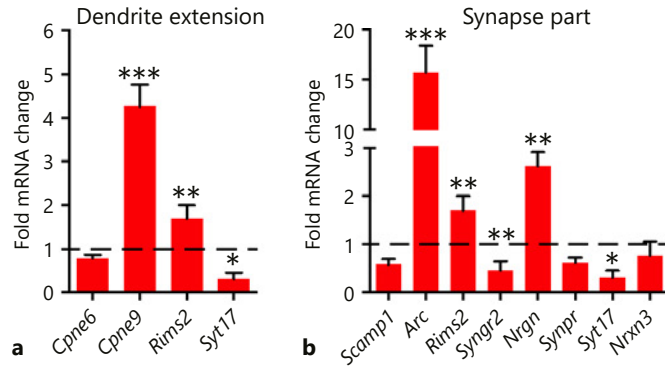 Dendrite extension
Fold mRNA change
6
5
4
3
2
1
0
***
**
*
Cpne6
Cpne9
Rims2
Syt17
a
Synapse part
Fold mRNA change
20
15
10
3
2
1
0
***
**
**
**
*
Scamp1
Arc
Rims2
Syngr2
Nrgn
Synpr
Syt17
Nrxn3
b